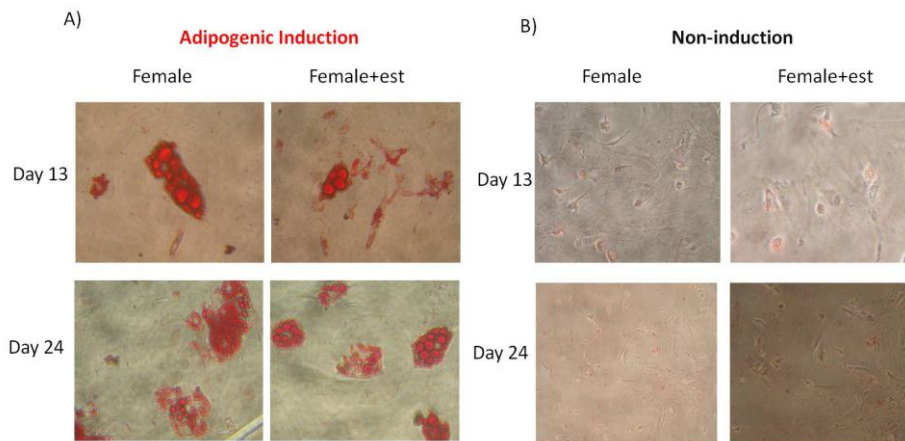 A)
Adipogenic Induction
Female Female+est
Day 13
Day 24
B)
Non-induction
Female Female+est
Day 13
Day 24